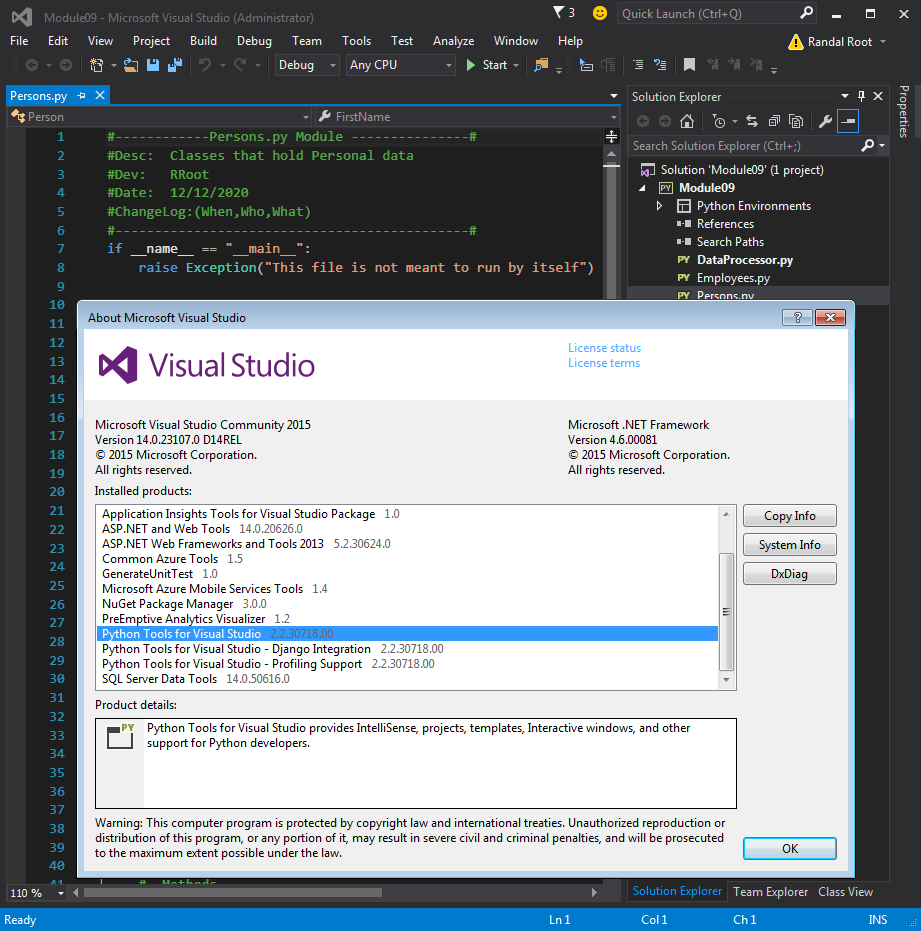 Module09 - Microsoft Visual Studio (Administrator)
3
Quick Launch (Ctrl+Q)
File Edit View Project Build Debug Team Tools Test Analyze Window Help
Randal Root
Debug Any CPU Start
Persons.py
Person FirstName
1 #------------Persons.py Module ---------------#
2 #Desc:  Classes that hold Personal data
3 #Dev:   RRoot
4 #Date:  12/12/2020
5 #ChangeLog:(When,Who,What)
6 #---------------------------------------------#
7 if __name__ == "__main__":
8     raise Exception("This file is not meant to run by itself")
9
10
11
12
13
14
15
16
17
18
19
20
21
22
23
24
25
26
27
28
29
30
31
32
33
34
35
36
37
38
39
40
41 # Methods
110 %
Solution Explorer
Search Solution Explorer (Ctrl+;)
Solution 'Module09' (1 project)
PY Module09
Python Environments
References
Search Paths
PY DataProcessor.py
PY Employees.py
PY Persons.py
Properties
About Microsoft Visual Studio
Visual Studio
License status
License terms
Microsoft Visual Studio Community 2015
Version 14.0.23107.0 D14REL
© 2015 Microsoft Corporation.
All rights reserved.
Microsoft .NET Framework
Version 4.6.00081
© 2015 Microsoft Corporation.
All rights reserved.
Installed products:
Application Insights Tools for Visual Studio Package 1.0
ASP.NET and Web Tools 14.0.20626.0
ASP.NET Web Frameworks and Tools 2013 5.2.30624.0
Common Azure Tools 1.5
GenerateUnitTest 1.0
Microsoft Azure Mobile Services Tools 1.4
NuGet Package Manager 3.0.0
PreEmptive Analytics Visualizer 1.2
Python Tools for Visual Studio 2.2.30718.00
Python Tools for Visual Studio - Django Integration 2.2.30718.00
Python Tools for Visual Studio - Profiling Support 2.2.30718.00
SQL Server Data Tools 14.0.50616.0
Copy Info
System Info
DxDiag
Product details:
PY
Python Tools for Visual Studio provides IntelliSense, projects, templates, Interactive windows, and other
support for Python developers.
Warning: This computer program is protected by copyright law and international treaties. Unauthorized reproduction or
distribution of this program, or any portion of it, may result in severe civil and criminal penalties, and will be prosecuted
to the maximum extent possible under the law.
OK
Solution Explorer Team Explorer Class View
Ready Ln 1 Col 1 Ch 1 INS